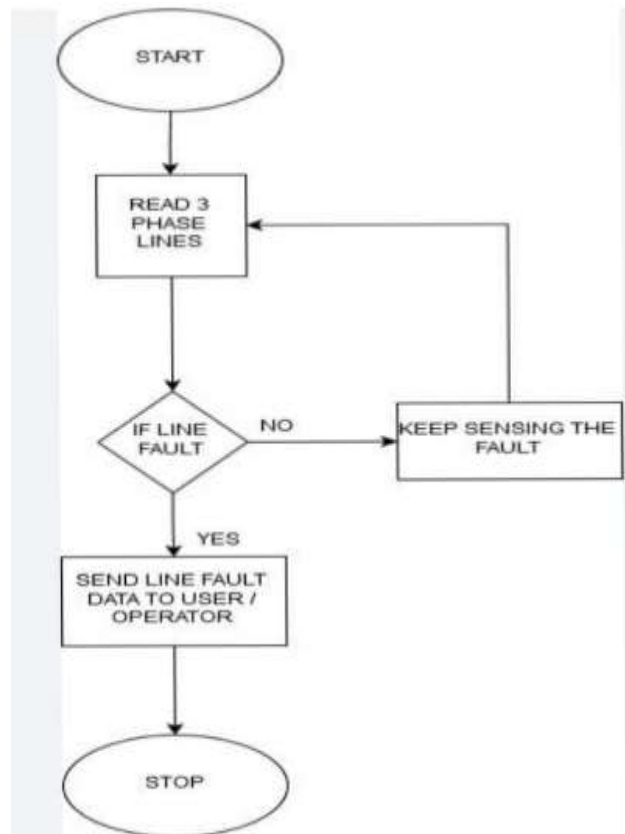 START
READ 3
PHASE
LINES
IF LINE
FAULT
NO
KEEP SENSING THE
FAULT
YES
SEND LINE FAULT
DATA TO USER /
OPERATOR
STOP